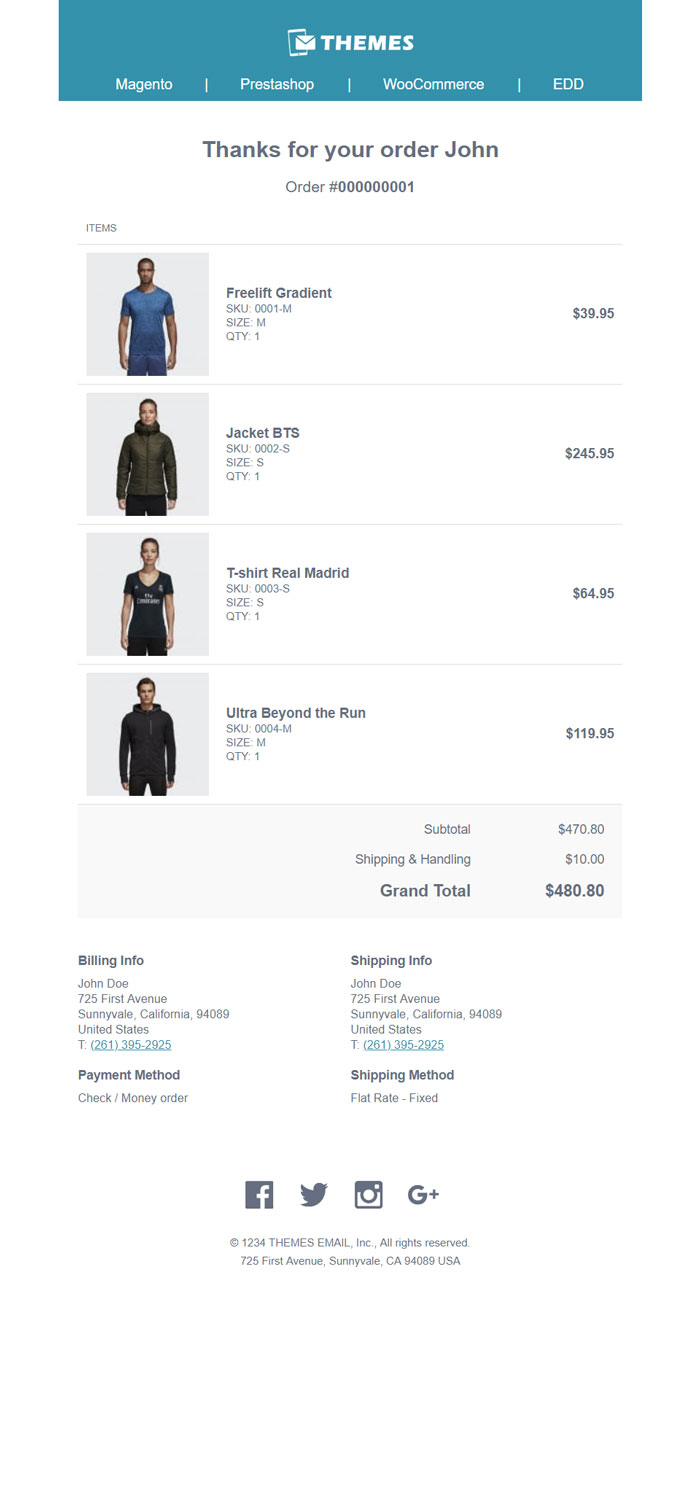 THEMES
Magento | Prestashop | WooCommerce | EDD
Thanks for your order John
Order #000000001
ITEMS
Freelift Gradient
SKU: 0001-M
SIZE: M
QTY: 1
$39.95
Jacket BTS
SKU: 0002-S
SIZE: S
QTY: 1
$245.95
Fly
Emirates
T-shirt Real Madrid
SKU: 0003-S
SIZE: S
QTY: 1
$64.95
Ultra Beyond the Run
SKU: 0004-M
SIZE: M
QTY: 1
$119.95
Subtotal $470.80
Shipping & Handling $10.00
Grand Total $480.80
Billing Info
John Doe
725 First Avenue
Sunnyvale, California, 94089
United States
T: (261) 395-2925
Payment Method
Check / Money order
Shipping Info
John Doe
725 First Avenue
Sunnyvale, California, 94089
United States
T: (261) 395-2925
Shipping Method
Flat Rate - Fixed
G+
© 1234 THEMES EMAIL, Inc., All rights reserved.
725 First Avenue, Sunnyvale, CA 94089 USA